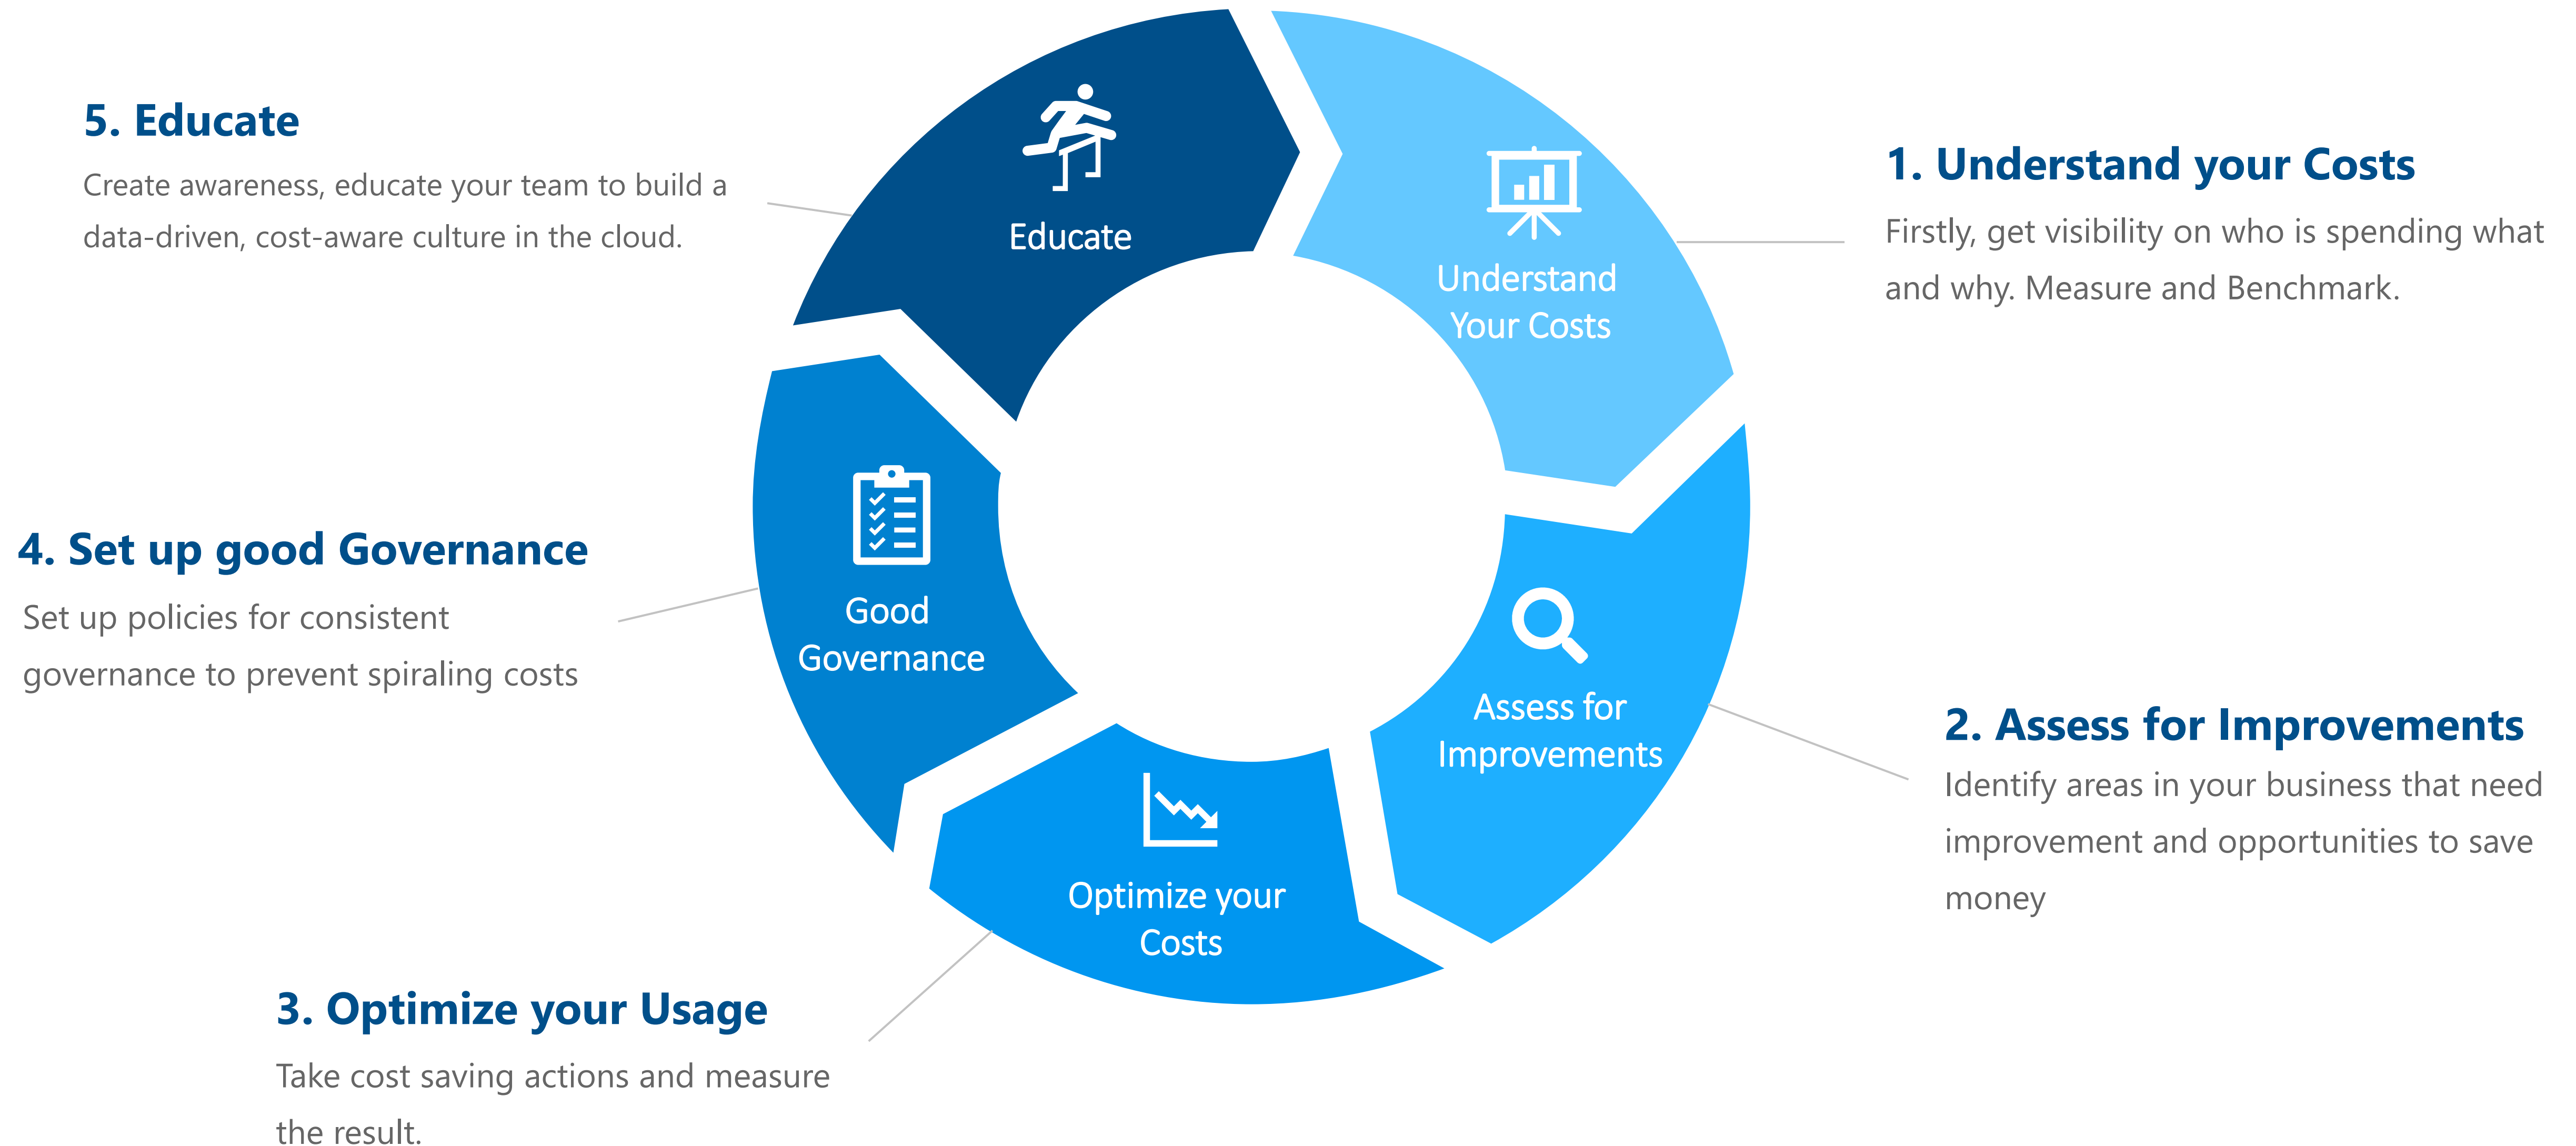 5. Educate
Create awareness, educate your team to build a
data-driven, cost-aware culture in the cloud.
Educate
Understand
Your Costs
1. Understand your Costs
Firstly, get visibility on who is spending what
and why. Measure and Benchmark.
4. Set up good Governance
Set up policies for consistent
governance to prevent spiraling costs
Good
Governance
Assess for
Improvements
2. Assess for Improvements
Identify areas in your business that need
improvement and opportunities to save
money
Optimize your
Costs
3. Optimize your Usage
Take cost saving actions and measure
the result.